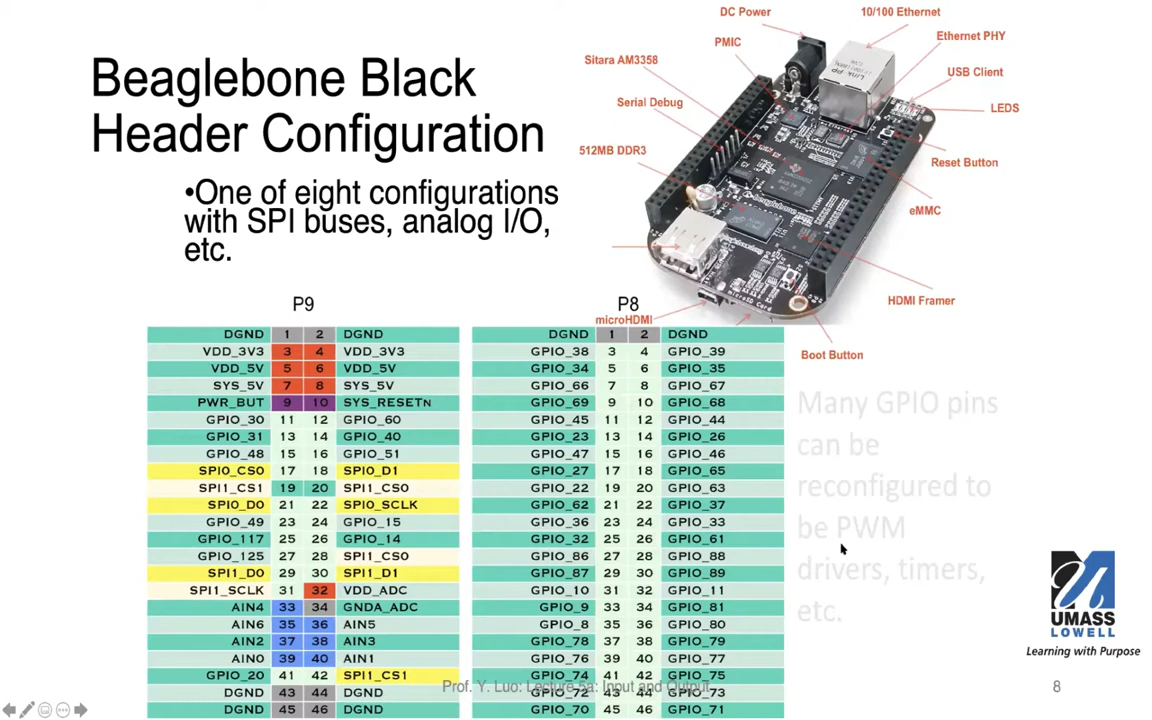 Beaglebone Black
Header Configuration
•One of eight configurations
with SPI buses, analog I/O,
etc.
DC Power
10/100 Ethernet
PMIC
Ethernet PHY
Sitara AM3358
USB Client
Serial Debug
LEDS
512MB DDR3
Reset Button
eMMC
HDMI Framer
microHDMI
Boot Button
microSD Card
P9
DGND 1 2 DGND
VDD_3V3 3 4 VDD_3V3
VDD_5V 5 6 VDD_5V
SYS_5V 7 8 SYS_5V
PWR_BUT 9 10 SYS_RESETN
GPIO_30 11 12 GPIO_60
GPIO_31 13 14 GPIO_40
GPIO_48 15 16 GPIO_51
SPI0_CS0 17 18 SPI0_D1
SPI1_CS1 19 20 SPI1_CS0
SPI0_D0 21 22 SPI0_SCLK
GPIO_49 23 24 GPIO_15
GPIO_117 25 26 GPIO_14
GPIO_125 27 28 SPI1_CS0
SPI1_D0 29 30 SPI1_D1
SPI1_SCLK 31 32 VDD_ADC
AIN4 33 34 GNDA_ADC
AIN6 35 36 AIN5
AIN2 37 38 AIN3
AIN0 39 40 AIN1
GPIO_20 41 42 SPI1_CS1
DGND 43 44 DGND
DGND 45 46 DGND
P8
DGND 1 2 DGND
GPIO_38 3 4 GPIO_39
GPIO_34 5 6 GPIO_35
GPIO_66 7 8 GPIO_67
GPIO_69 9 10 GPIO_68
GPIO_45 11 12 GPIO_44
GPIO_23 13 14 GPIO_26
GPIO_47 15 16 GPIO_46
GPIO_27 17 18 GPIO_65
GPIO_22 19 20 GPIO_63
GPIO_62 21 22 GPIO_37
GPIO_36 23 24 GPIO_33
GPIO_32 25 26 GPIO_61
GPIO_86 27 28 GPIO_88
GPIO_87 29 30 GPIO_89
GPIO_10 31 32 GPIO_11
GPIO_9 33 34 GPIO_81
GPIO_8 35 36 GPIO_80
GPIO_78 37 38 GPIO_79
GPIO_76 39 40 GPIO_77
GPIO_74 41 42 GPIO_75
GPIO_72 43 44 GPIO_73
GPIO_70 45 46 GPIO_71
Many GPIO pins
can be
reconfigured to
be PWM
drivers, timers,
etc.
UMASS
LOWELL
Learning with Purpose
Prof. Y. Luo: Lecture 5a: Input and Output
8